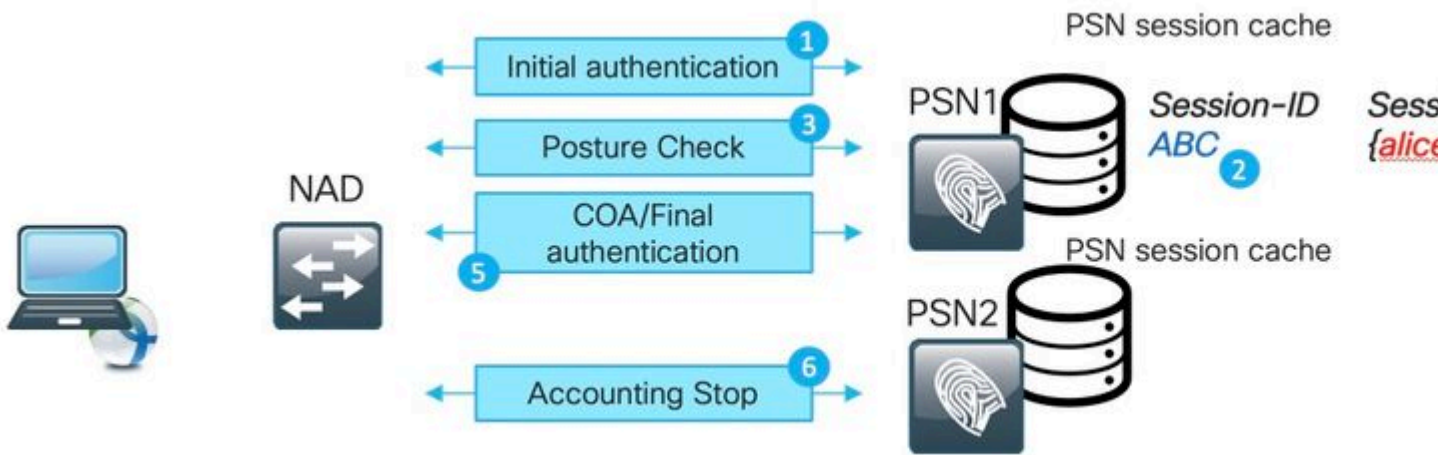 PSN session cache
1
Initial authentication
PSN1
Session-ID
ABC
2
3
Posture Check
NAD
COA/Final
authentication
5
PSN session cache
PSN2
6
Accounting Stop